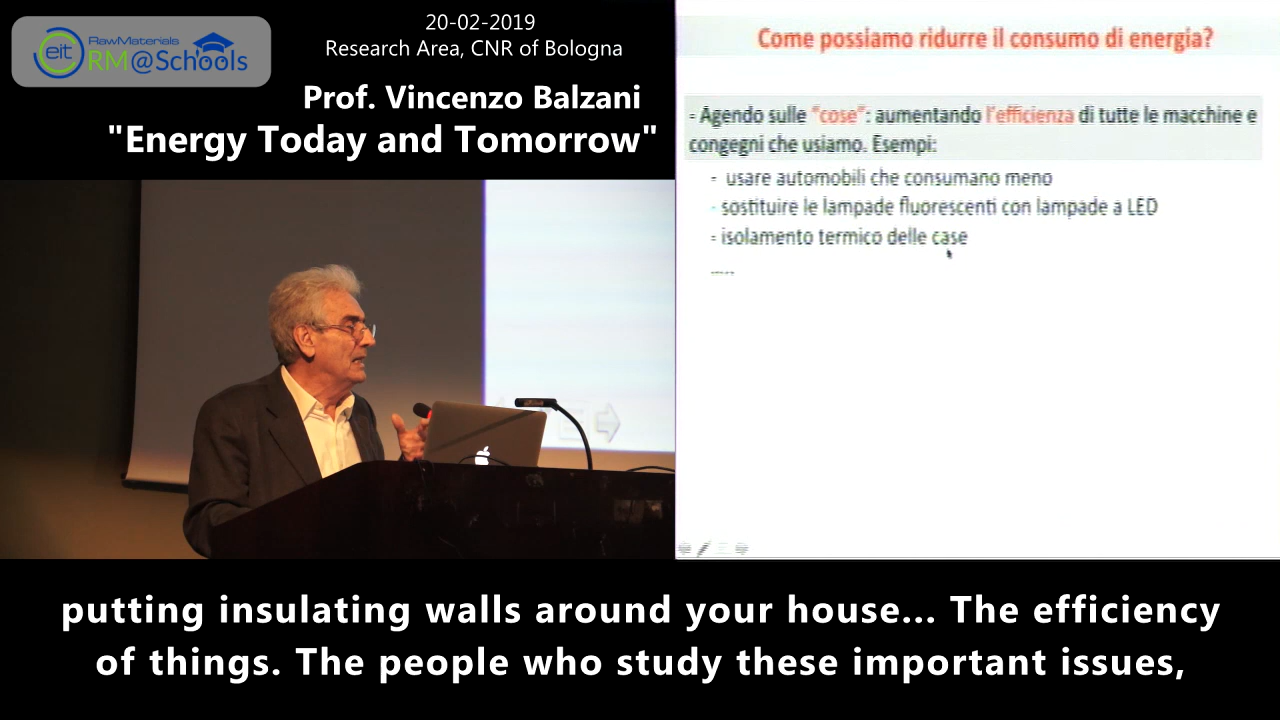 eit RawMaterials
RM@Schools
20-02-2019
Research Area, CNR of Bologna
Prof. Vincenzo Balzani
"Energy Today and Tomorrow"
Come possiamo ridurre il consumo di energia?
- Agendo sulle "cose": aumentando l'efficienza di tutte le macchine e
congegni che usiamo. Esempi:
- usare automobili che consumano meno
- sostituire le lampade fluorescenti con lampade a LED
- isolamento termico delle case
.....
putting insulating walls around your house... The efficiency
of things. The people who study these important issues,